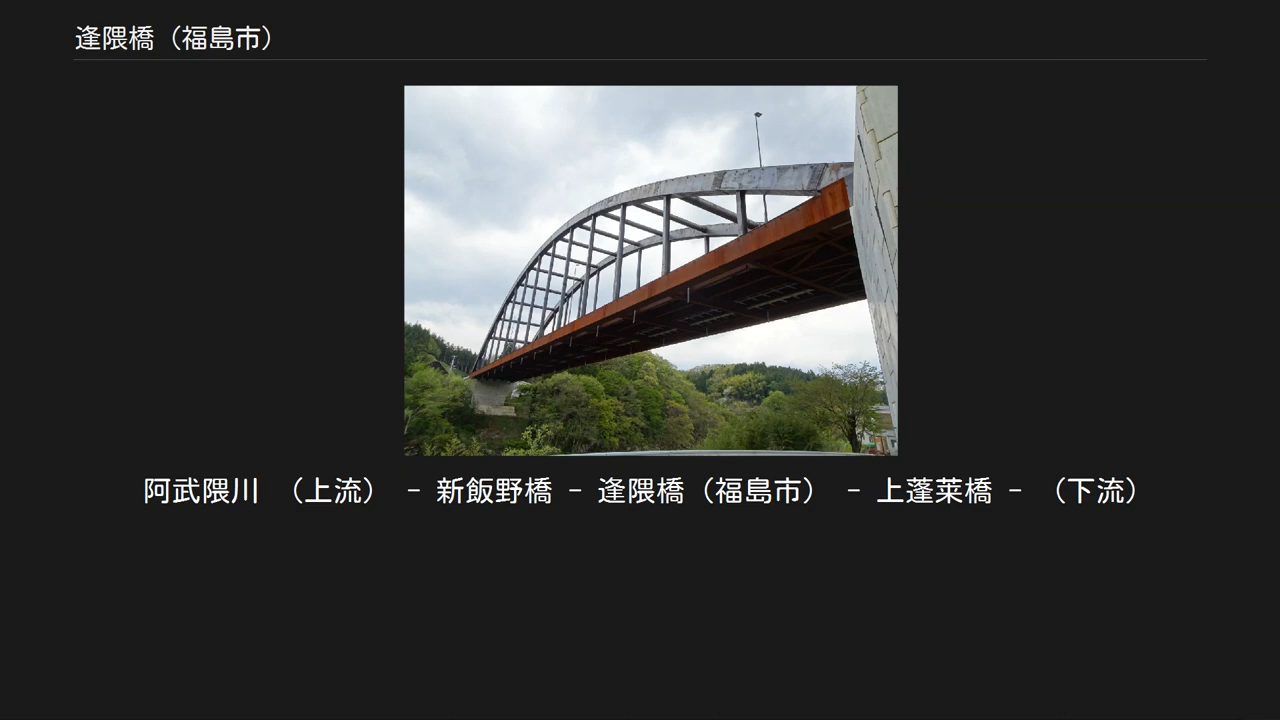 逢隈橋（福島市）
阿武隈川 （上流） － 新飯野橋 － 逢隈橋（福島市） － 上蓬莱橋 － （下流）